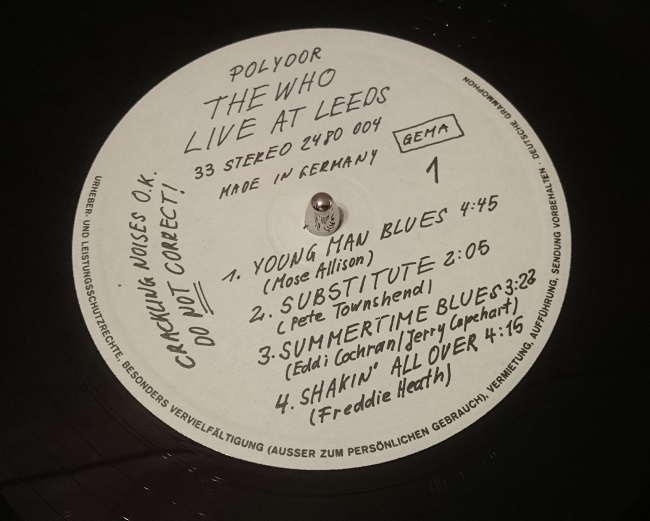 POLYDOR
THE WHO
LIVE AT LEEDS
33 STEREO 2480 004
MADE IN GERMANY
GEMA
1
CRACKLING NOISES O.K.
DO NOT CORRECT!
1. YOUNG MAN BLUES 4:45
(Mose Allison)
2. SUBSTITUTE 2:05
(Pete Townshend)
3. SUMMERTIME BLUES 3:22
(Eddi Cochran/Jerry Capehart)
4. SHAKIN' ALL OVER 4:15
(Freddie Heath)
URHEBER- UND LEISTUNGSSCHUTZRECHTE, BESONDERS VERVIELFÄLTIGUNG (AUSSER ZUM PERSÖNLICHEN GEBRAUCH), VERMIETUNG, AUFFÜHRUNG, SENDUNG VORBEHALTEN · DEUTSCHE GRAMMOPHON